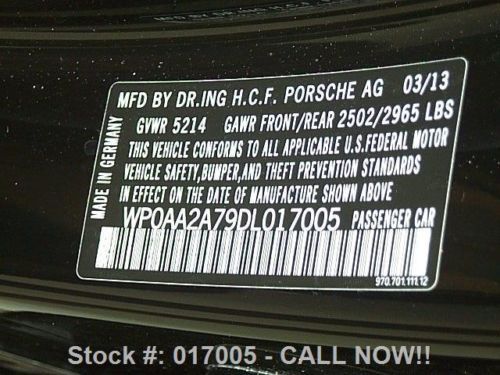 MFD BY DR.ING H.C.F. PORSCHE AG 03/13
GVWR 5214 GAWR FRONT/REAR 2502/2965 LBS
THIS VEHICLE CONFORMS TO ALL APPLICABLE U.S.FEDERAL MOTOR
VEHICLE SAFETY,BUMPER,AND THEFT PREVENTION STANDARDS
IN EFFECT ON THE DATE OF MANUFACTURE SHOWN ABOVE
WP0AA2A79DL017005 PASSENGER CAR
MADE IN GERMANY
970.701.111.12
Stock #: 017005 - CALL NOW!!